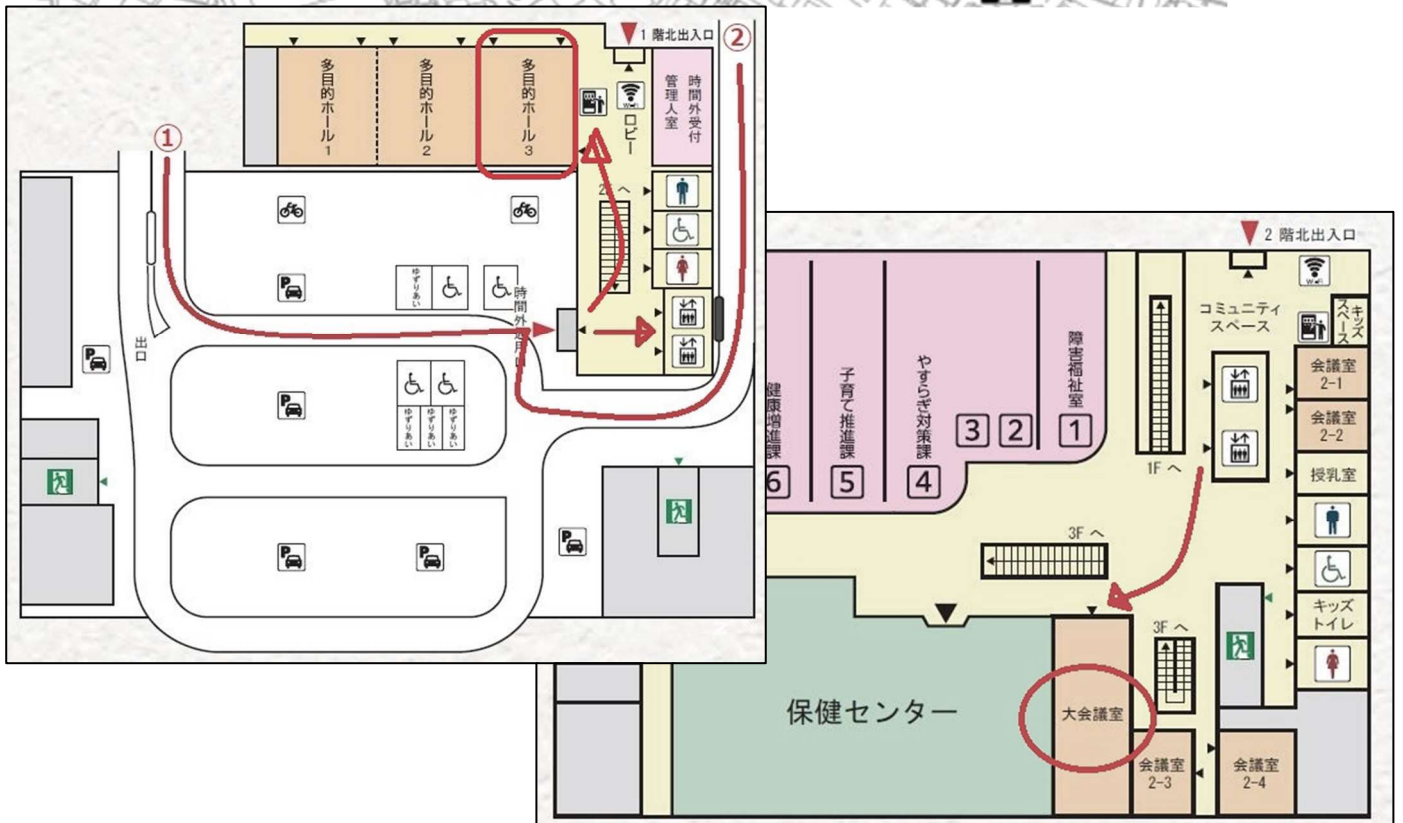 1 階北出入口
②
①
多目的ホール1
多目的ホール2
多目的ホール3
Wi-Fi
ロビー
時間外受付
管理人室
2F へ
ゆずりあい
時間外通用口
出口
P
P
P
ゆずりあい
ゆずりあい
ゆずりあい
P
P
P
2 階北出入口
Wi-Fi
コミュニティ
スペース
キッズ
スペース
障害福祉室
やすらぎ対策課
子育て推進課
健康増進課
3
2
1
6
5
4
会議室
2-1
会議室
2-2
授乳室
1F へ
3F へ
キッズ
トイレ
3F へ
保健センター
大会議室
会議室
2-3
会議室
2-4